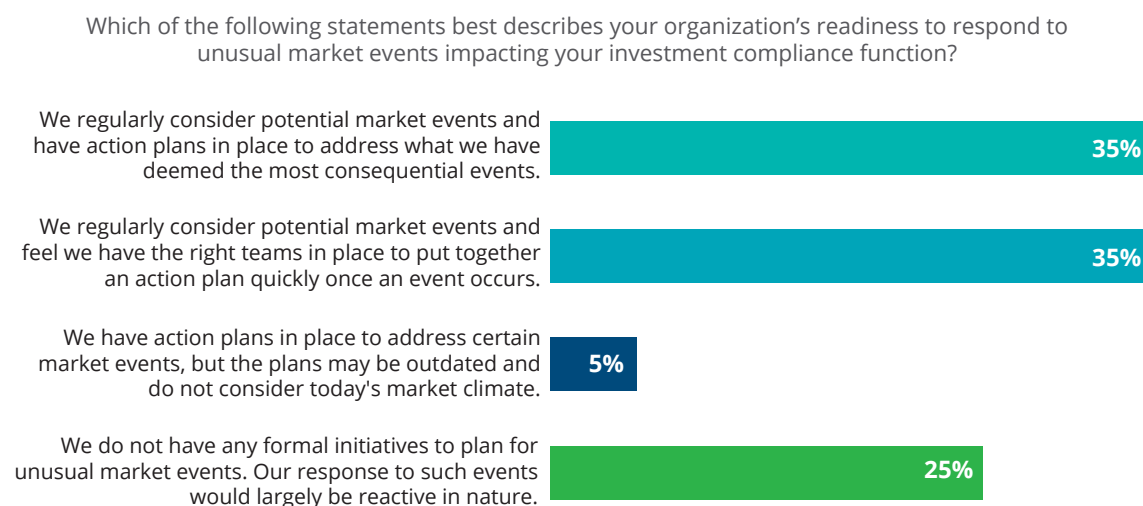 Which of the following statements best describes your organization’s readiness to respond to
unusual market events impacting your investment compliance function?
We regularly consider potential market events and
have action plans in place to address what we have
deemed the most consequential events.
35%
We regularly consider potential market events and
feel we have the right teams in place to put together
an action plan quickly once an event occurs.
35%
We have action plans in place to address certain
market events, but the plans may be outdated and
do not consider today's market climate.
5%
We do not have any formal initiatives to plan for
unusual market events. Our response to such events
would largely be reactive in nature.
25%